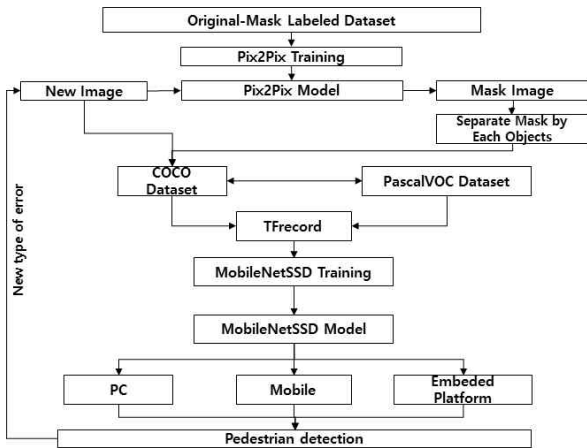 Original-Mask Labeled Dataset
Pix2Pix Training
New Image
Pix2Pix Model
Mask Image
Separate Mask by
Each Objects
COCO
Dataset
PascalVOC Dataset
TFrecord
MobileNetSSD Training
New type of error
MobileNetSSD Model
PC
Mobile
Embeded
Platform
Pedestrian detection